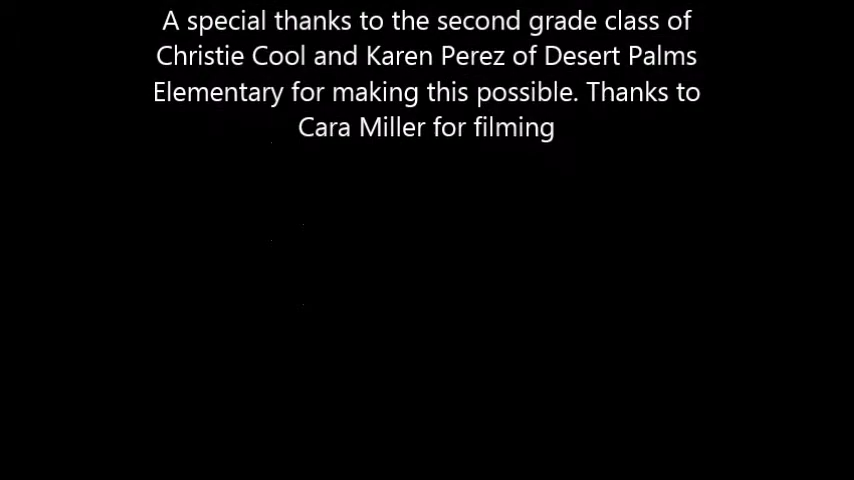 A special thanks to the second grade class of
Christie Cool and Karen Perez of Desert Palms
Elementary for making this possible. Thanks to
Cara Miller for filming